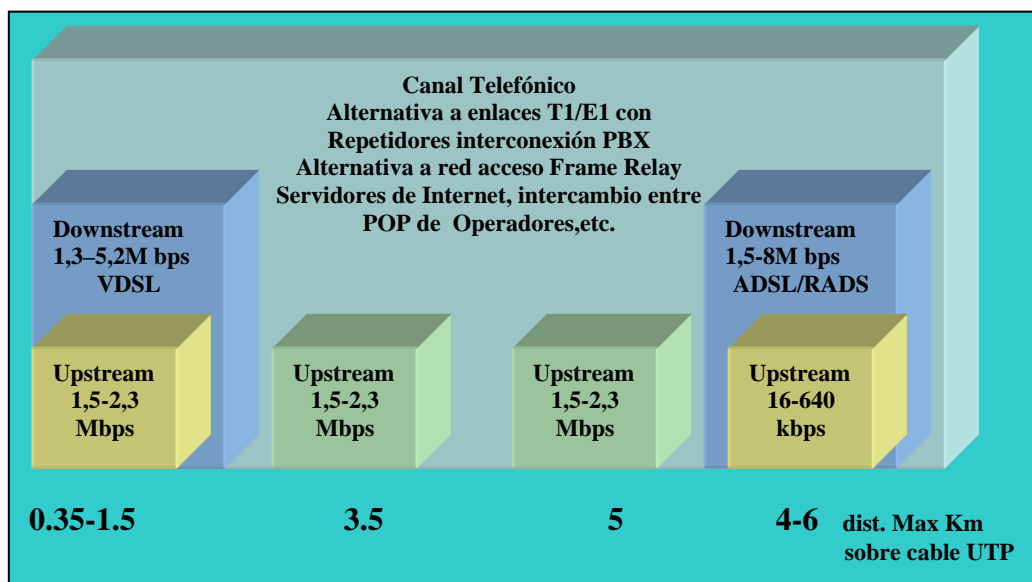 Canal Telefónico
Alternativa a enlaces T1/E1 con
Repetidores interconexión PBX
Alternativa a red acceso Frame Relay
Servidores de Internet, intercambio entre
POP de Operadores,etc.
Downstream
1,3–5,2M bps
VDSL
Downstream
1,5-8M bps
ADSL/RADS
Upstream
1,5-2,3
Mbps
Upstream
1,5-2,3
Mbps
Upstream
1,5-2,3
Mbps
Upstream
16-640
kbps
0.35-1.5
3.5
5
4-6
dist. Max Km
sobre cable UTP